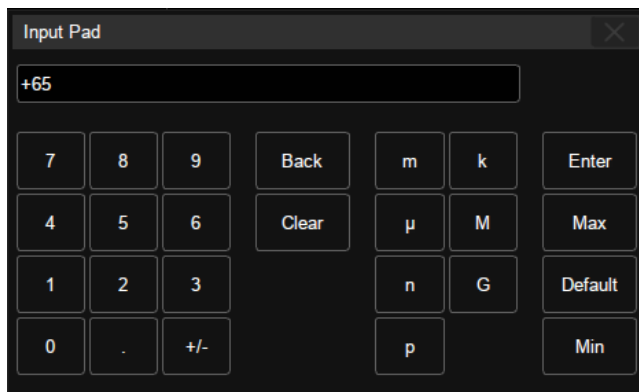 Input Pad
+65
7 8 9 Back m k Enter
4 5 6 Clear µ M Max
1 2 3 n G Default
0 . +/- p Min